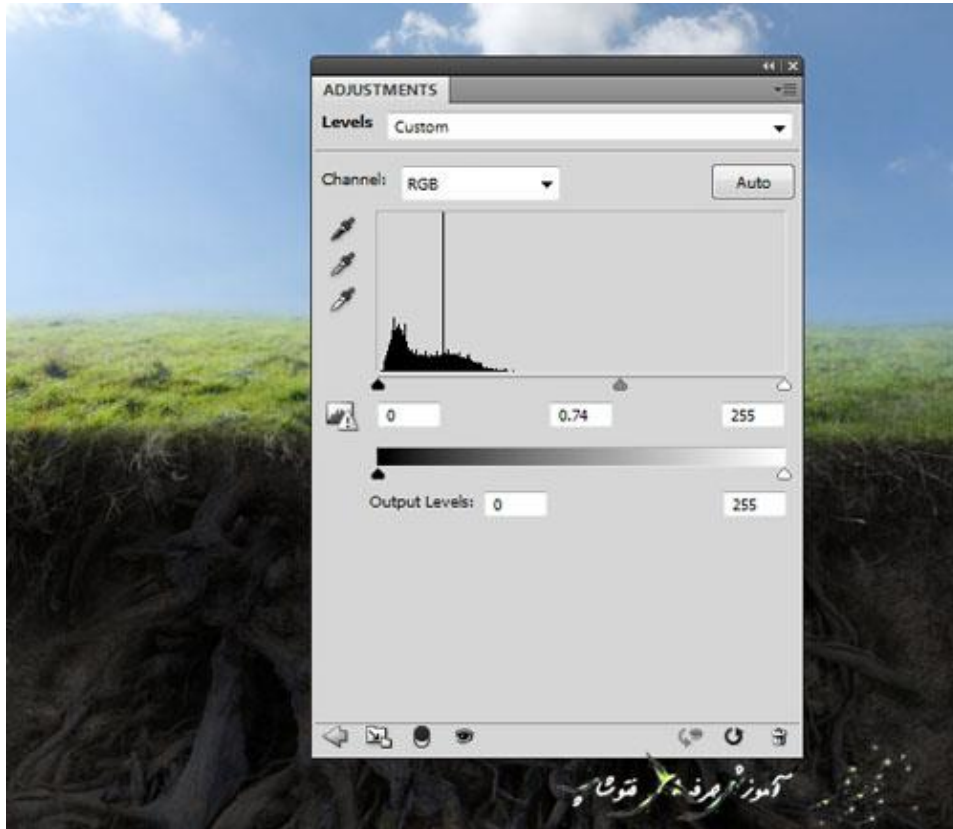 ADJUSTMENTS
Levels Custom
Channel: RGB Auto
0 0.74 255
Output Levels: 0 255